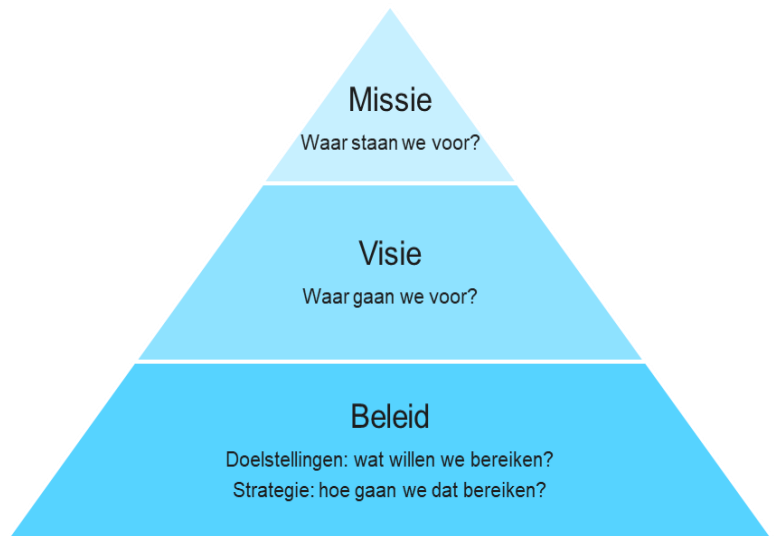 Missie
Waar staan we voor?
Visie
Waar gaan we voor?
Beleid
Doelstellingen: wat willen we bereiken?
Strategie: hoe gaan we dat bereiken?